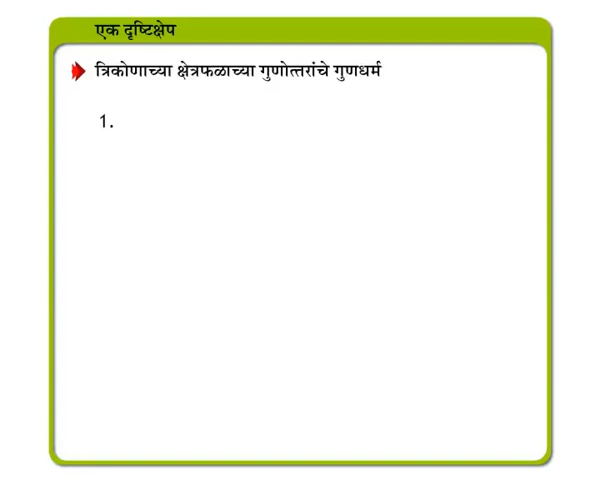 एक दृष्टिक्षेप
त्रिकोणाच्या क्षेत्रफळाच्या गुणोत्तरांचे गुणधर्म
1.